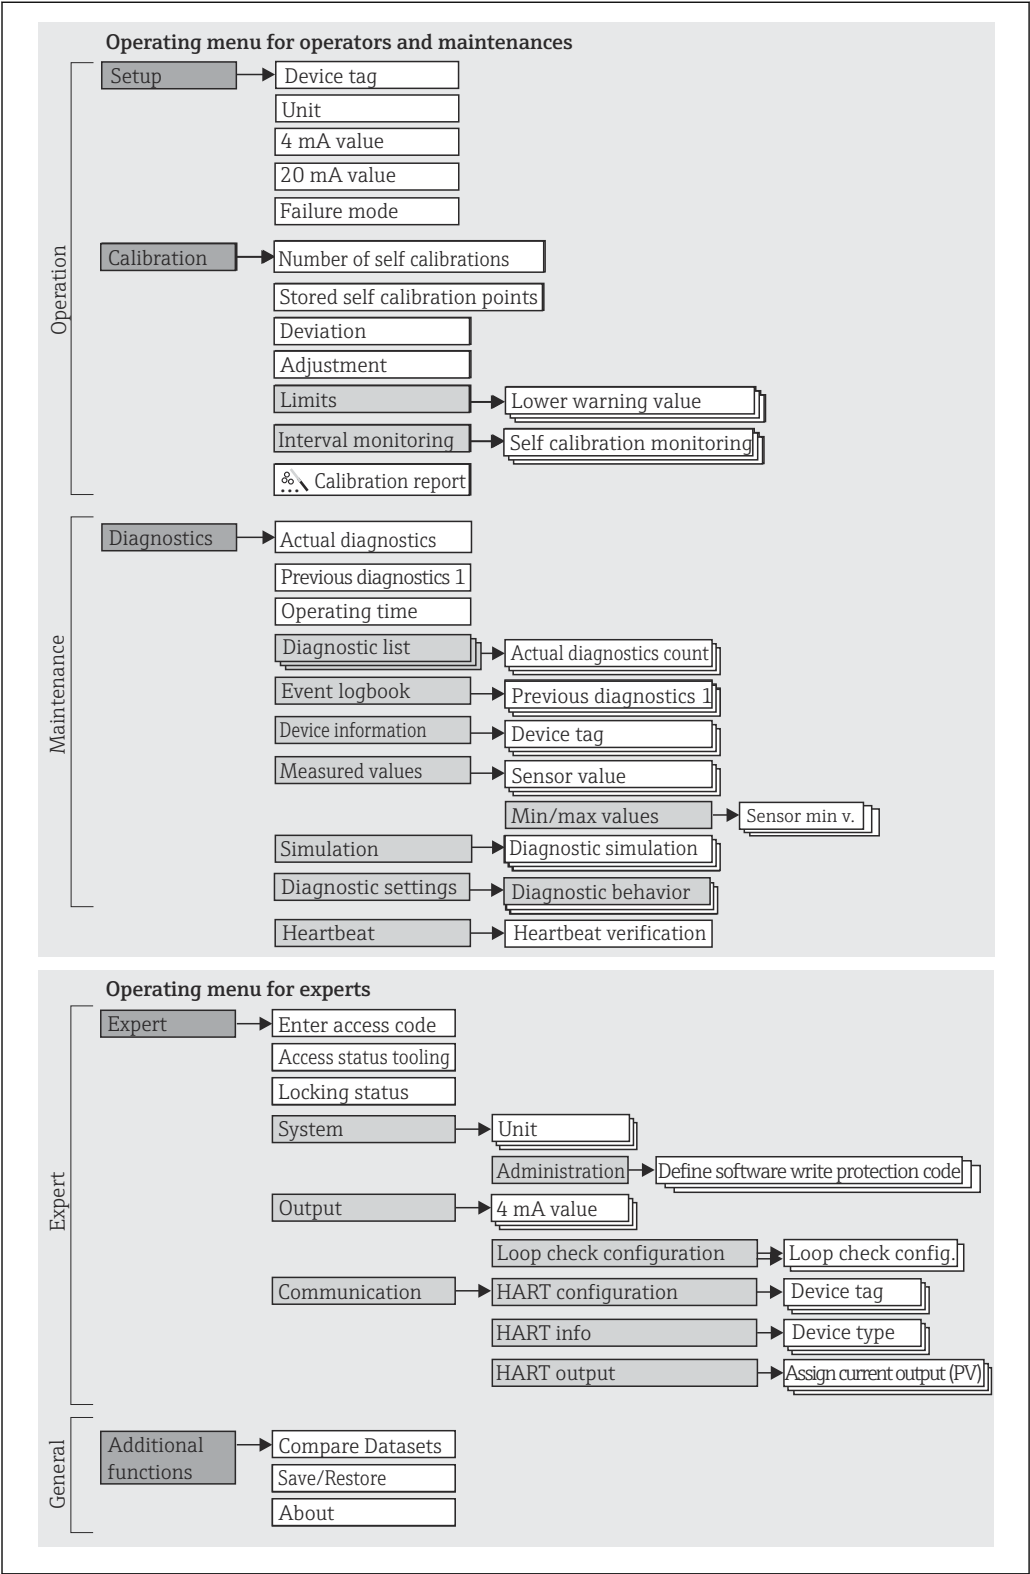 Operating menu for operators and maintenances
Operation
Setup
Device tag
Unit
4 mA value
20 mA value
Failure mode
Calibration
Number of self calibrations
Stored self calibration points
Deviation
Adjustment
Limits
Lower warning value
Interval monitoring
Self calibration monitoring
Calibration report
Maintenance
Diagnostics
Actual diagnostics
Previous diagnostics 1
Operating time
Diagnostic list
Actual diagnostics count
Event logbook
Previous diagnostics 1
Device information
Device tag
Measured values
Sensor value
Min/max values
Sensor min v.
Simulation
Diagnostic simulation
Diagnostic settings
Diagnostic behavior
Heartbeat
Heartbeat verification
Operating menu for experts
Expert
Expert
Enter access code
Access status tooling
Locking status
System
Unit
Administration
Define software write protection code
Output
4 mA value
Loop check configuration
Loop check config.
Communication
HART configuration
Device tag
HART info
Device type
HART output
Assign current output (PV)
General
Additional
functions
Compare Datasets
Save/Restore
About